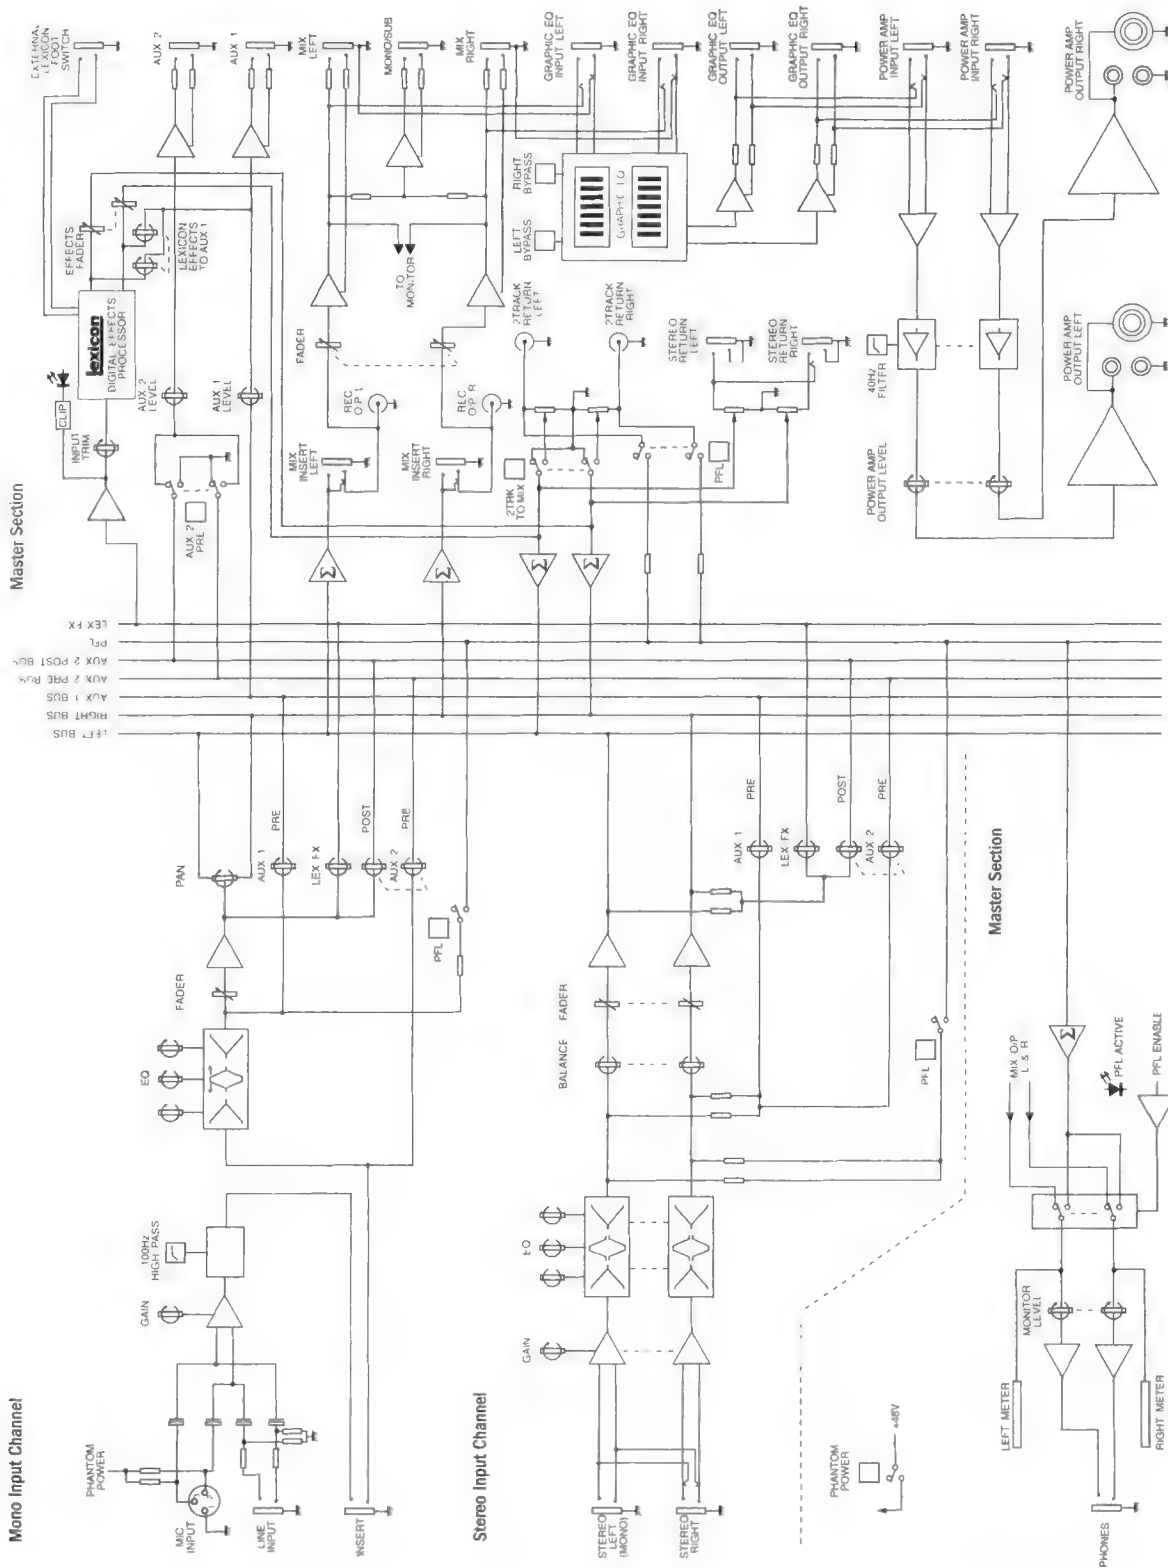 Mono Input Channel
PHANTOM
POWER
MIC
INPUT
LINE
INPUT
INSERT
GAIN
100Hz
HIGH PASS
EQ
FADER
PAN
AUX 1
PRE
LEX FX
POST
AUX 2
PRE
PFL
Stereo Input Channel
STEREO
LEFT
(MONO)
STEREO
RIGHT
GAIN
EQ
BALANCE
FADER
AUX 1
PRE
LEX FX
POST
AUX 2
PRE
PFL
PHANTOM
POWER
+48V
Master Section
PHONES
LEFT METER
RIGHT METER
MONITOR
LEVEL
MIX O/P
L & R
PFL ACTIVE
PFL ENABLE
LEFT BUS
RIGHT BUS
AUX 1 BUS
AUX 2 PRE BUS
AUX 2 POST BUS
PFL
LEX FX
Master Section
CLIP
INPUT
TRIM
lexicon
DIGITAL EFFECTS
PROCESSOR
EFFECTS
FADER
LEXICON
EFFECTS
TO AUX 1
EXTERNAL
LEXICON
FOOT
SWITCH
AUX 2
PRE
AUX 2
LEVEL
AUX 1
LEVEL
AUX 2
AUX 1
MIX
INSERT
LEFT
MIX
INSERT
RIGHT
REC
O/P L
REC
O/P R
FADER
TO
MONITOR
MIX
LEFT
MONO/SUB
MIX
RIGHT
2TRK
TO MIX
2TRACK
RETURN
LEFT
2TRACK
RETURN
RIGHT
PFL
STEREO
RETURN
LEFT
STEREO
RETURN
RIGHT
LEFT
BYPASS
RIGHT
BYPASS
GRAPHIC EQ
GRAPHIC EQ
INPUT LEFT
GRAPHIC EQ
INPUT RIGHT
GRAPHIC EQ
OUTPUT LEFT
GRAPHIC EQ
OUTPUT RIGHT
POWER AMP
INPUT LEFT
POWER AMP
INPUT RIGHT
40Hz
FILTER
POWER AMP
OUTPUT LEVEL
POWER AMP
OUTPUT LEFT
POWER AMP
OUTPUT RIGHT